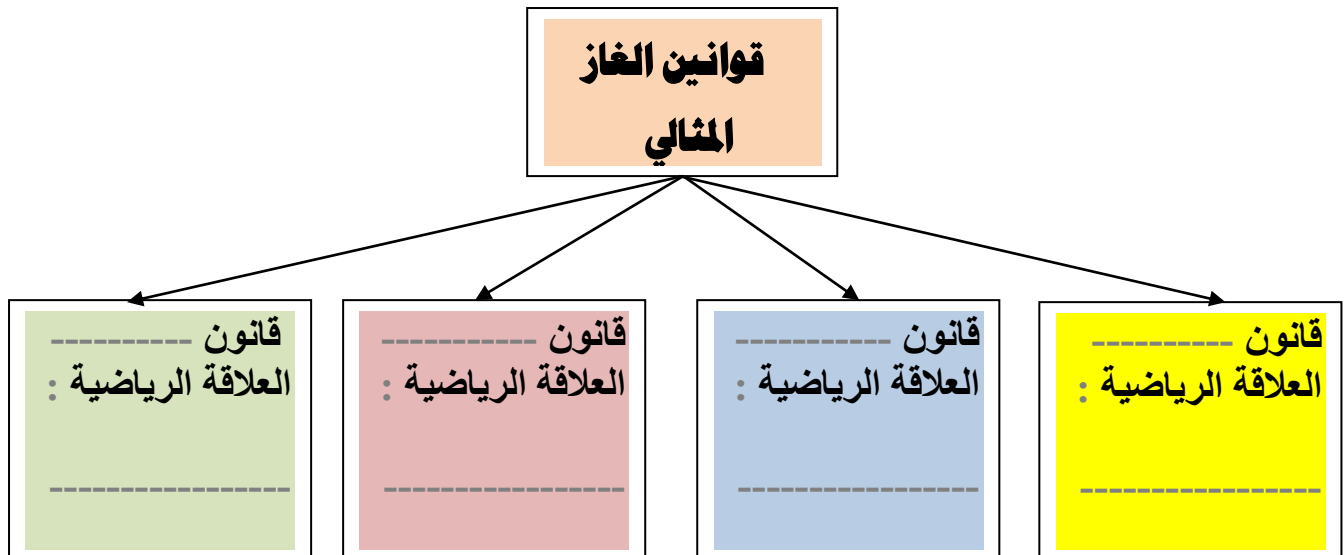 قوانين الغاز
المثالي
قانون ----------
العلاقة الرياضية :
-----------------
قانون -----------
العلاقة الرياضية :
-----------------
قانون -----------
العلاقة الرياضية :
-----------------
قانون ----------
العلاقة الرياضية :
-----------------